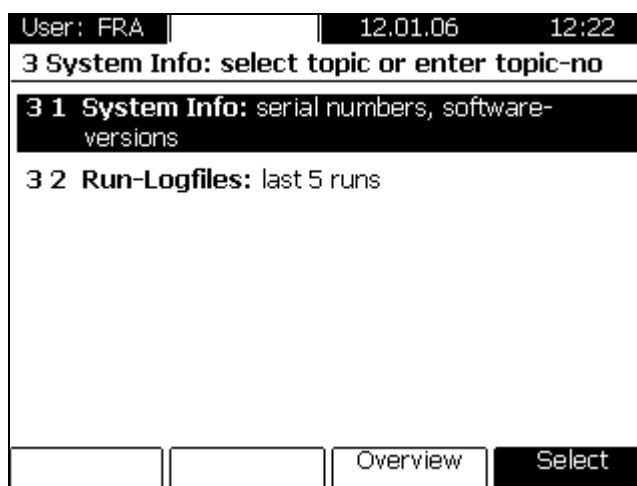 User: FRA 12.01.06 12:22
3 System Info: select topic or enter topic-no
3 1 System Info: serial numbers, software-
versions
3 2 Run-Logfiles: last 5 runs
Overview Select